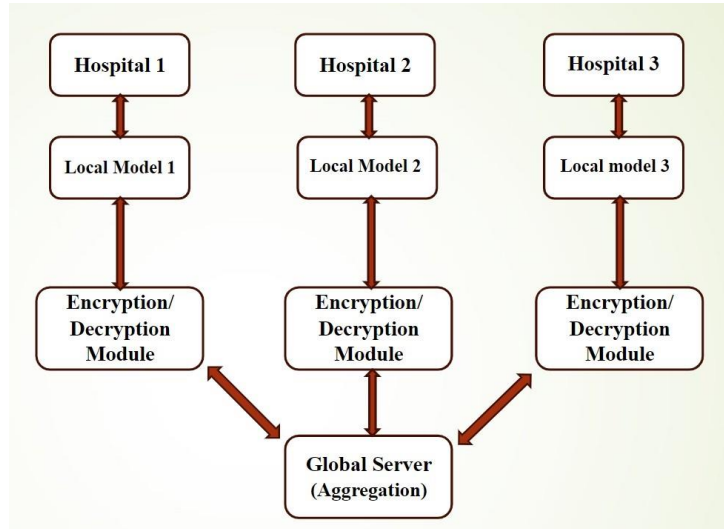 Hospital 1
Hospital 2
Hospital 3
Local Model 1
Local Model 2
Local model 3
Encryption/
Decryption
Module
Encryption/
Decryption
Module
Encryption/
Decryption
Module
Global Server
(Aggregation)